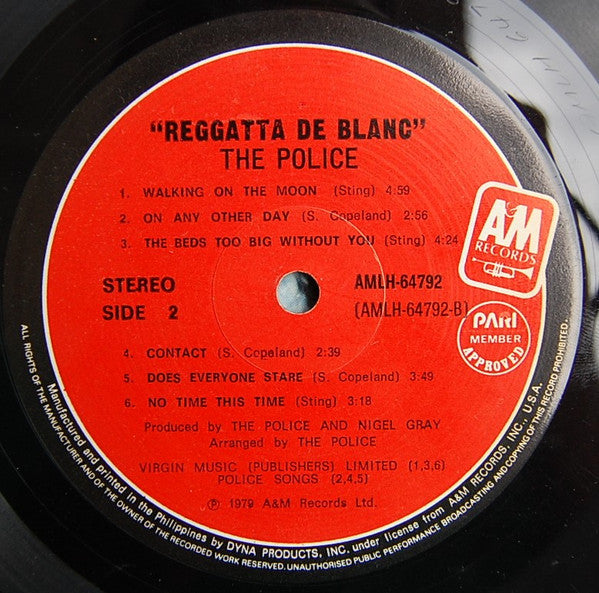 "REGGATTA DE BLANC"
THE POLICE
1. WALKING ON THE MOON (Sting) 4:59
2. ON ANY OTHER DAY (S. Copeland) 2:56
3. THE BEDS TOO BIG WITHOUT YOU (Sting) 4:24
A&M
RECORDS
STEREO
SIDE 2
AMLH-64792
(AMLH-64792-B)
PARI
MEMBER
APPROVED
4. CONTACT (S. Copeland) 2:39
5. DOES EVERYONE STARE (S. Copeland) 3:49
6. NO TIME THIS TIME (Sting) 3:18
Produced by THE POLICE AND NIGEL GRAY
Arranged by THE POLICE
VIRGIN MUSIC (PUBLISHERS) LIMITED (1,3,6)
POLICE SONGS (2,4,5)
℗ 1979 A&M Records Ltd.
Manufactured and printed in the Philippines by DYNA PRODUCTS, INC. under license from A&M RECORDS, INC. U.S.A.
ALL RIGHTS OF THE MANUFACTURER AND OF THE OWNER OF THE RECORDED WORK RESERVED. UNAUTHORISED PUBLIC PERFORMANCE BROADCASTING AND COPYING OF THIS RECORD PROHIBITED.